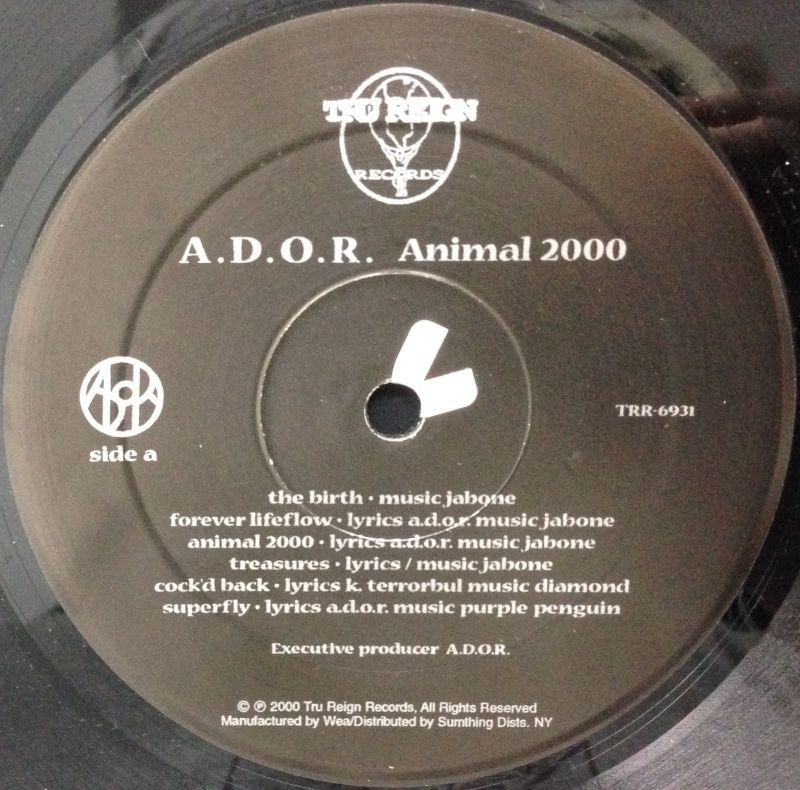 TRU REIGN
RECORDS
A.D.O.R. Animal 2000
ADOR
side a
TRR-6931
the birth · music jabone
forever lifeflow · lyrics a.d.o.r. music jabone
animal 2000 · lyrics a.d.o.r. music jabone
treasures · lyrics / music jabone
cock'd back · lyrics k. terrorbul music diamond
superfly · lyrics a.d.o.r. music purple penguin
Executive producer A.D.O.R.
© ℗ 2000 Tru Reign Records, All Rights Reserved
Manufactured by Wea/Distributed by Sumthing Dists. NY